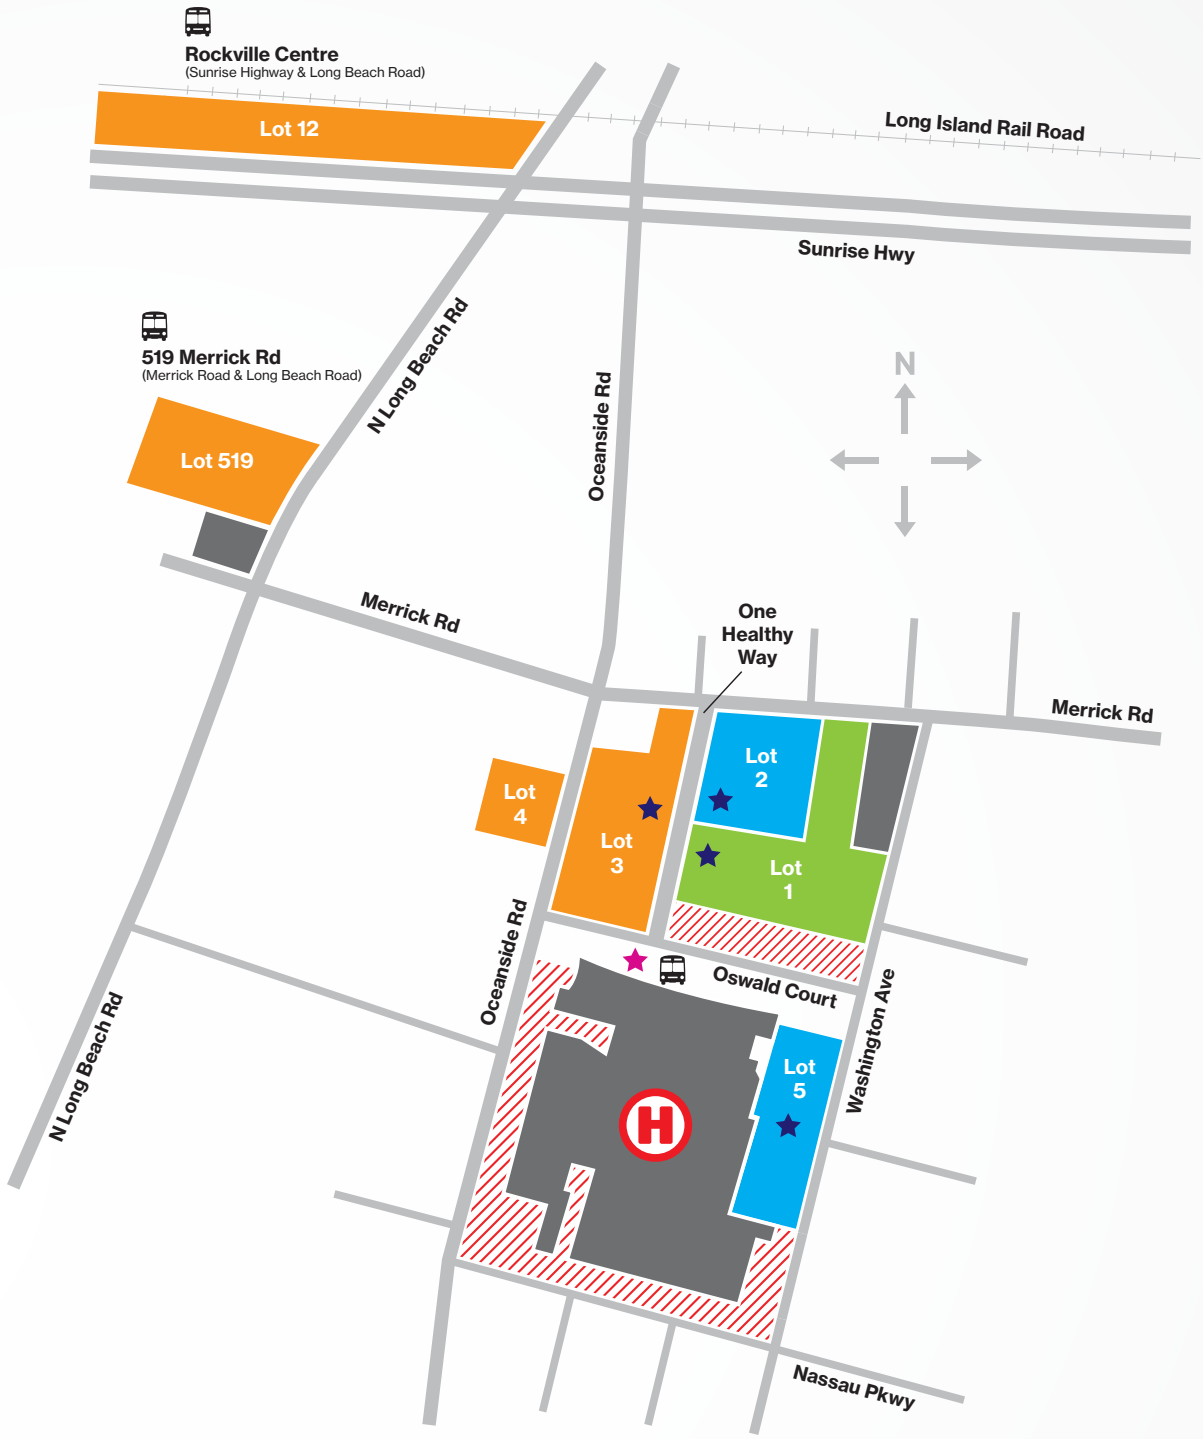 Rockville Centre
(Sunrise Highway & Long Beach Road)
Lot 12
Long Island Rail Road
Sunrise Hwy
N Long Beach Rd
519 Merrick Rd
(Merrick Road & Long Beach Road)
Lot 519
Oceanside Rd
N
Merrick Rd
One
Healthy
Way
Merrick Rd
Lot
2
Lot
4
Lot
3
Lot
1
Oceanside Rd
Oswald Court
Washington Ave
N Long Beach Rd
Lot
5
H
Nassau Pkwy